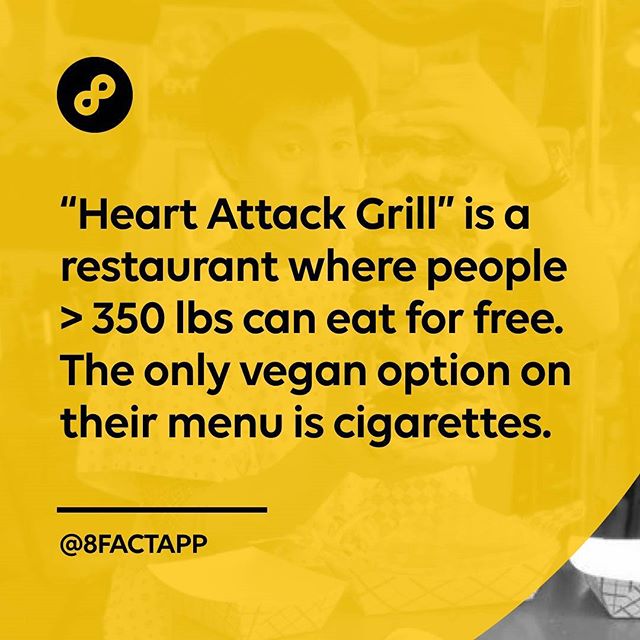 “Heart Attack Grill” is a
restaurant where people
> 350 lbs can eat for free.
The only vegan option on
their menu is cigarettes.
@8FACTAPP